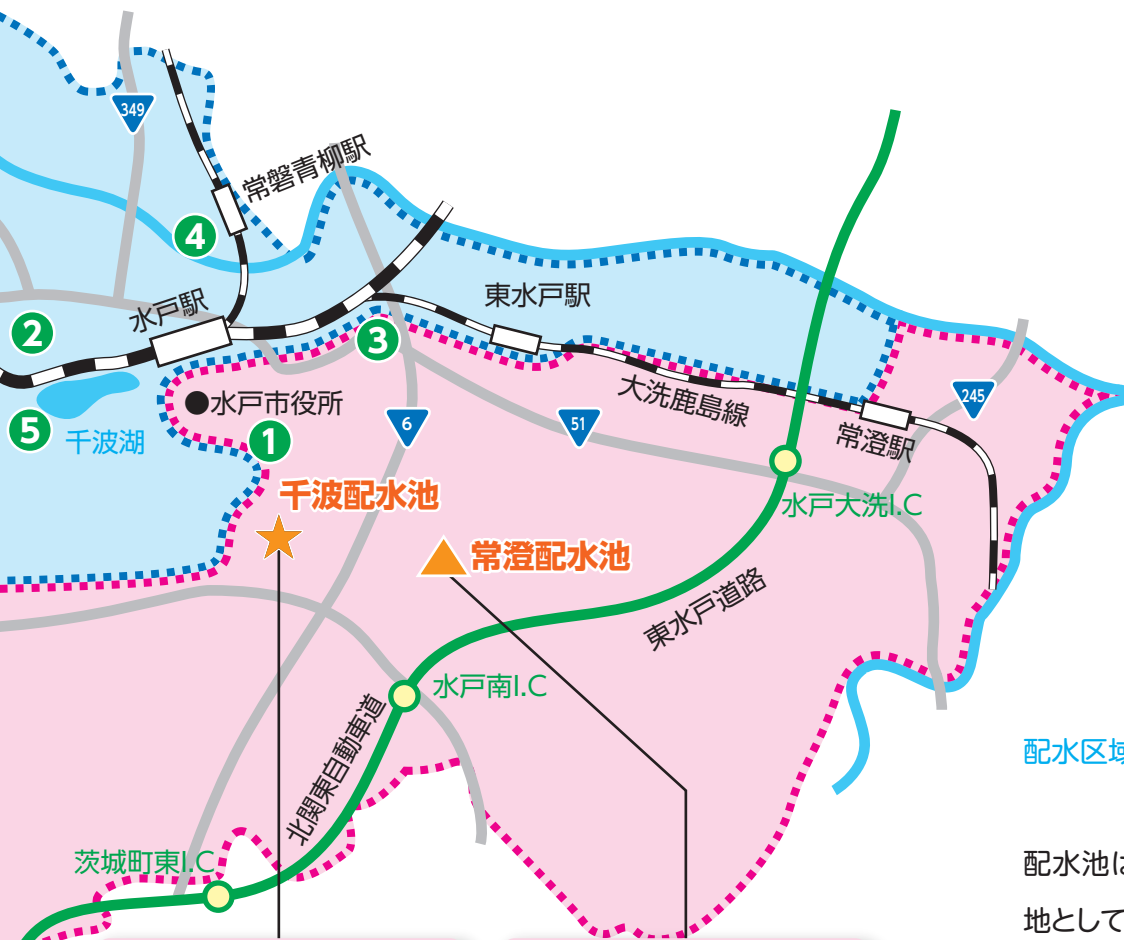 349
常磐青柳駅
4
東水戸駅
水戸駅
2
3
水戸市役所
大洗鹿島線
245
5
千波湖
1
6
51
常澄駅
千波配水池
水戸大洗I.C
常澄配水池
東水戸道路
水戸南I.C
北関東自動車道
配水区域
茨城町東I.C
配水池は
地として